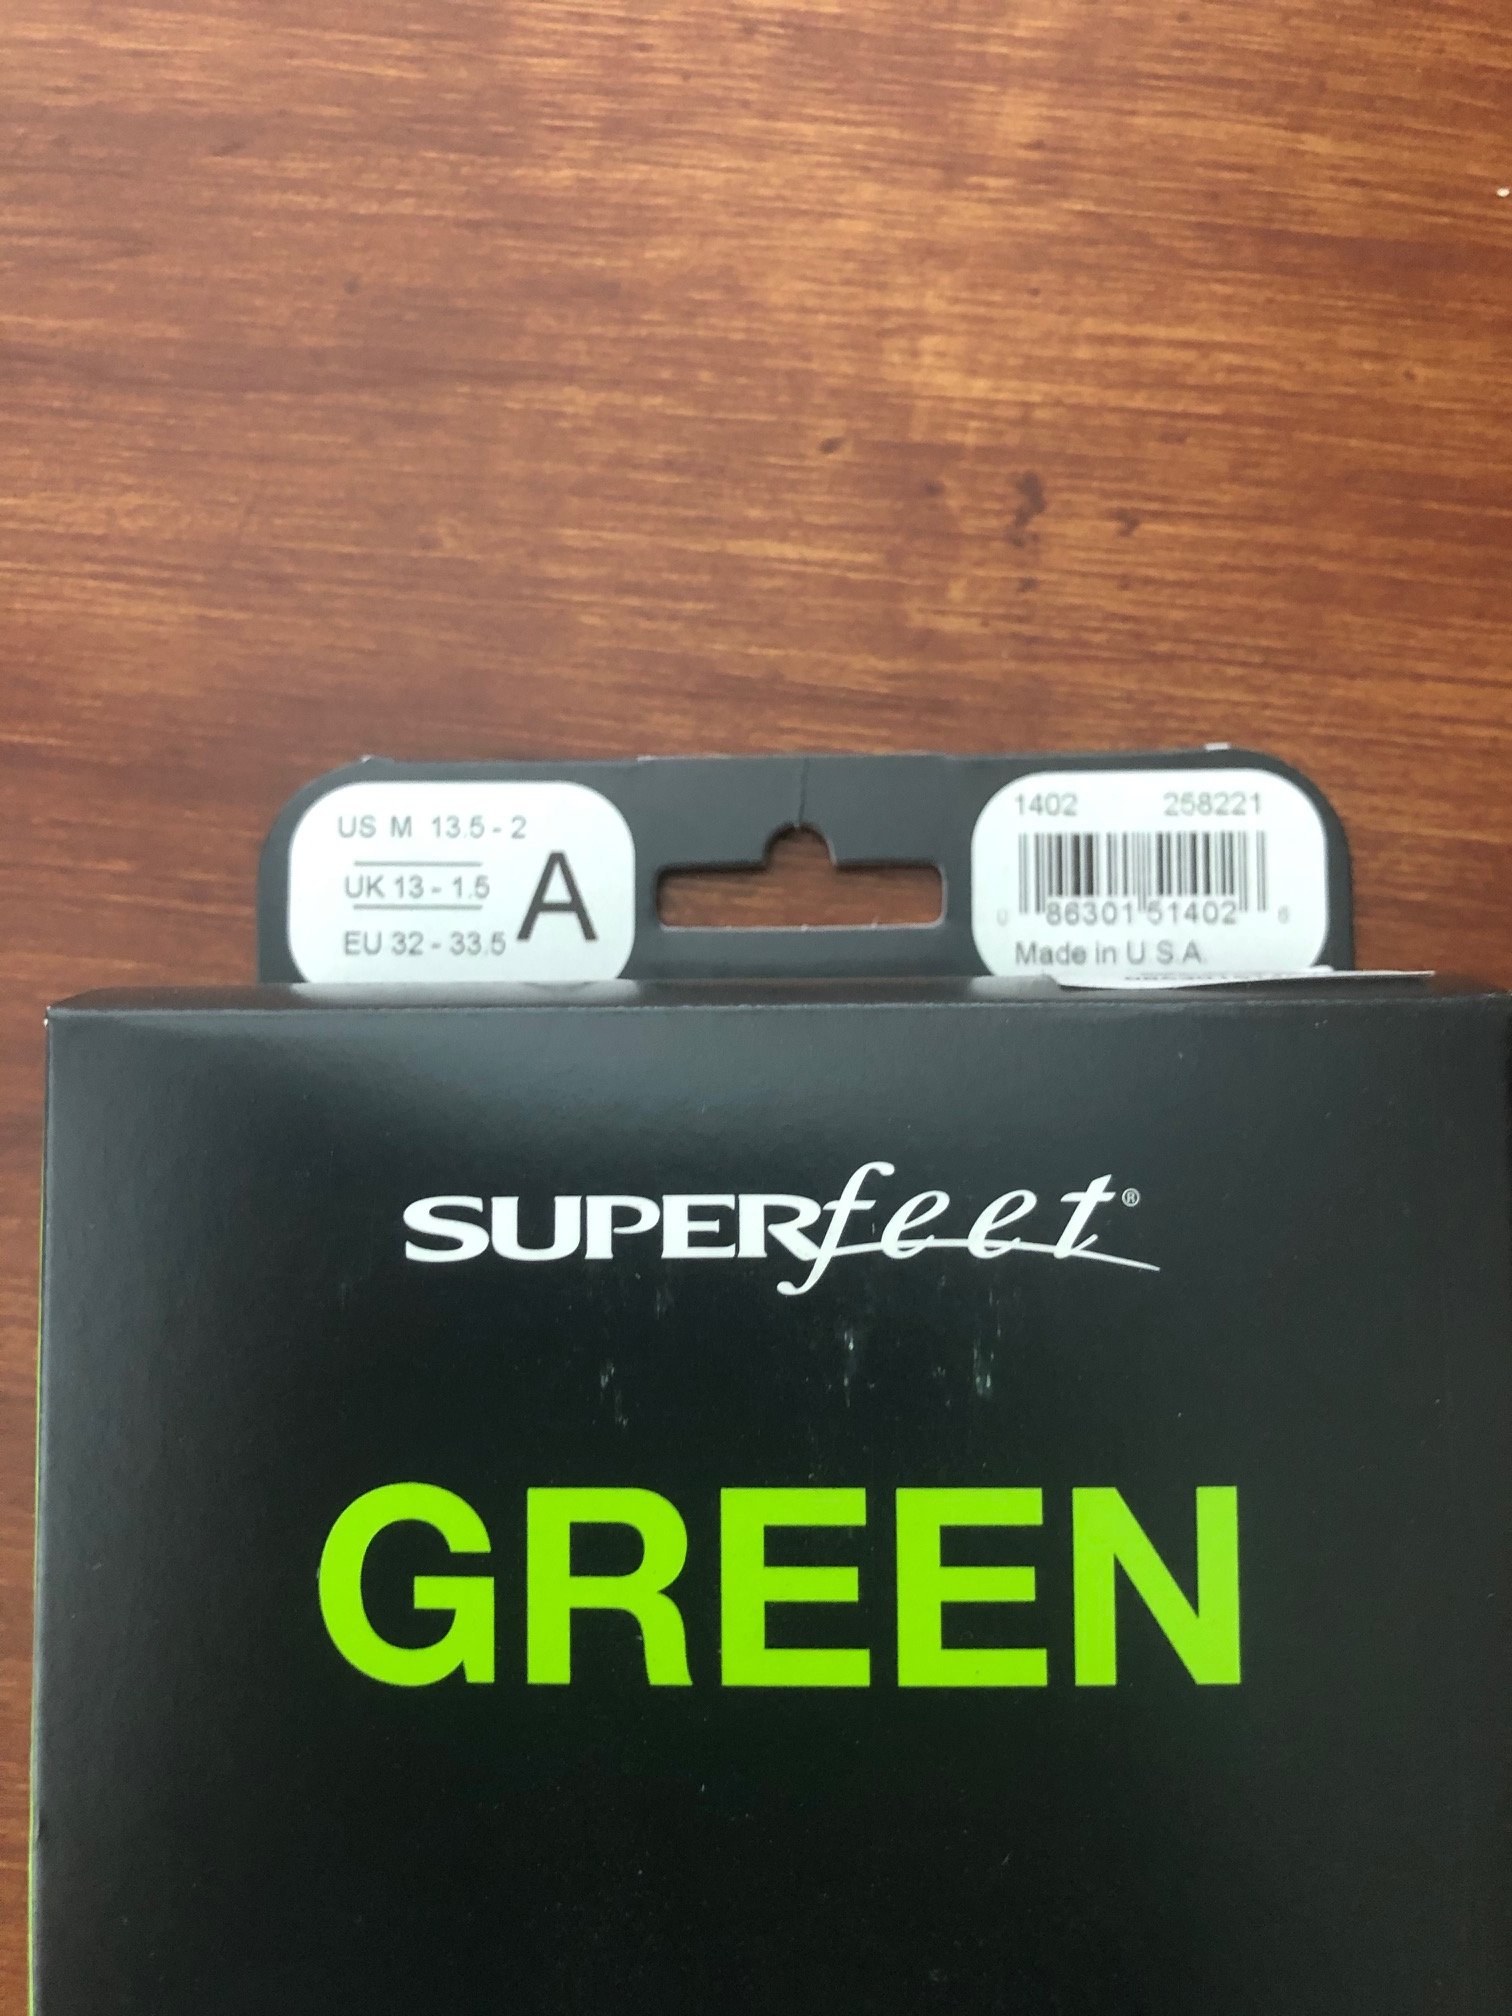 US M 13.5 - 2
UK 13 - 1.5
EU 32 - 33.5
A
1402 258221
0 86301 51402 6
Made in U.S.A.
SUPERfeet®
GREEN